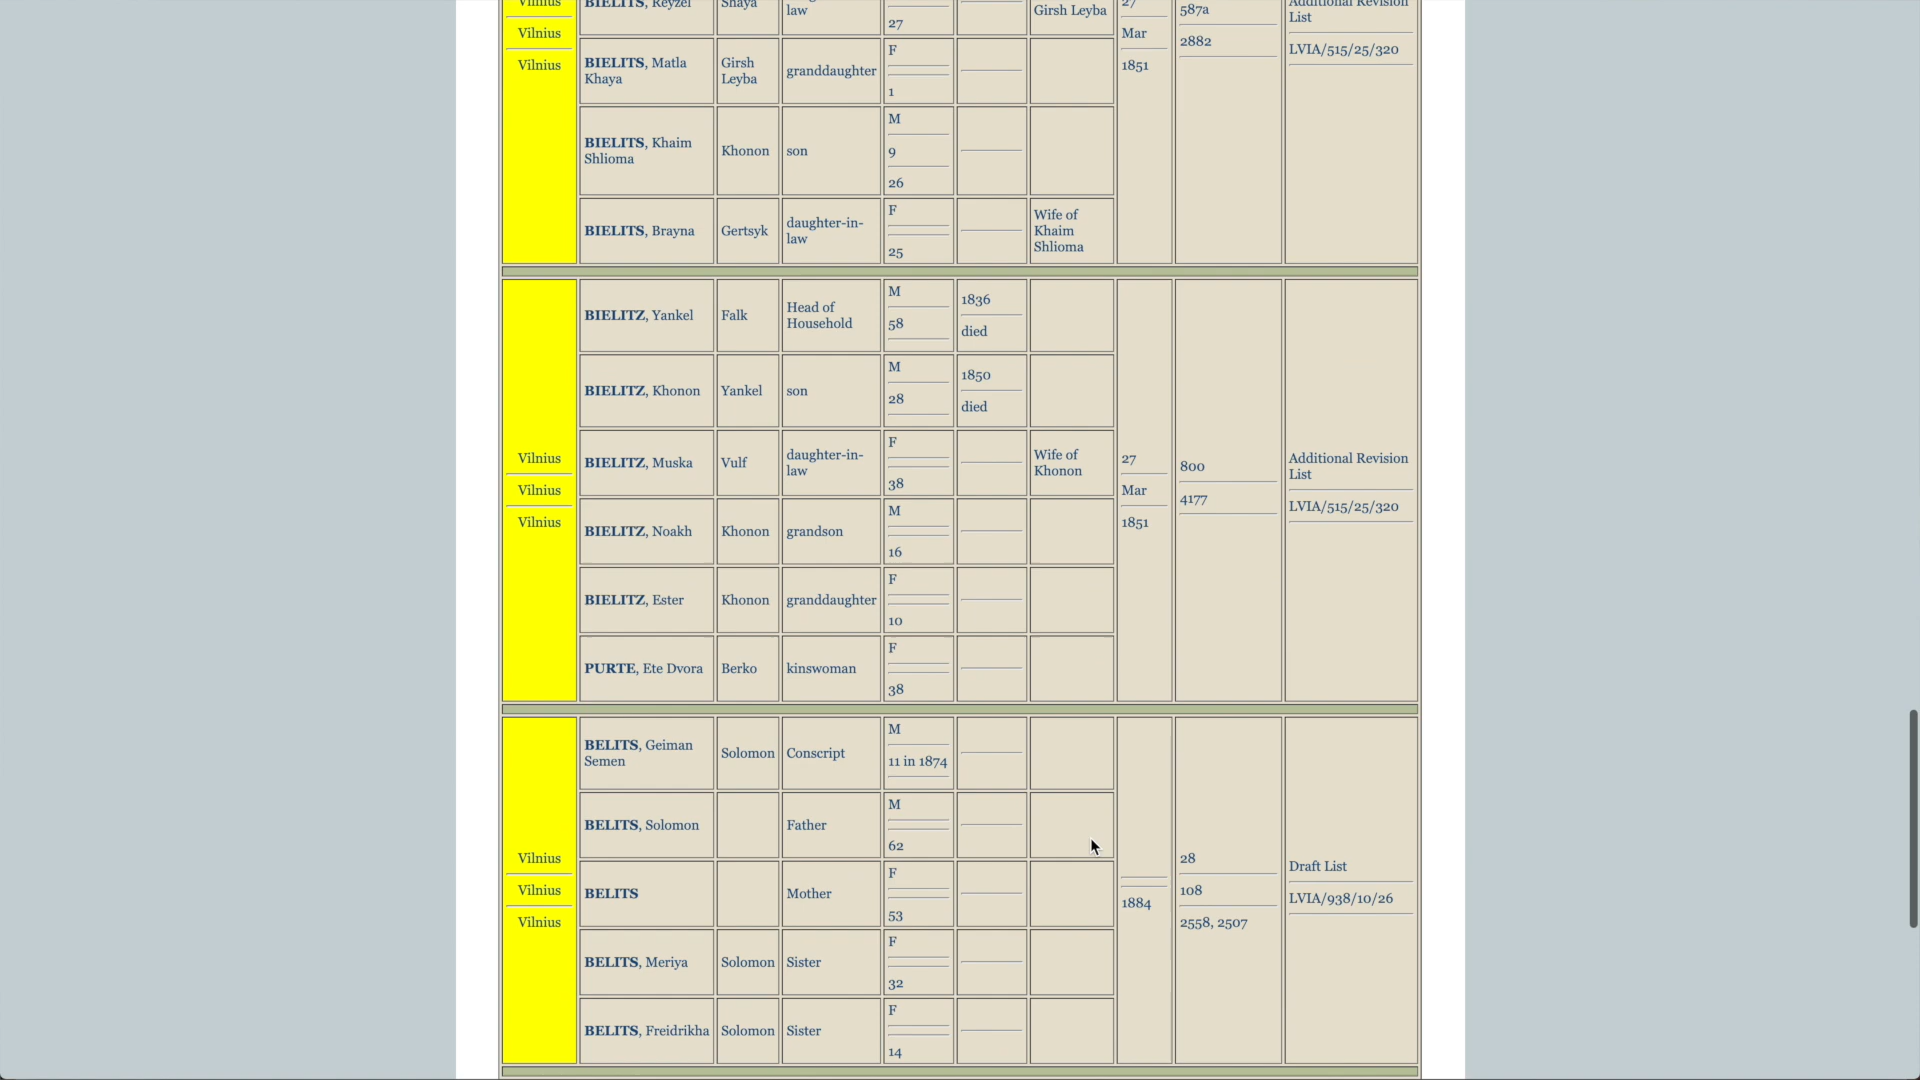 Vilnius
Vilnius
Vilnius
BIELITS, Reyzel
Shaya
law
27
Girsh Leyba
27
Mar
1851
587a
2882
Additional Revision
List
LVIA/515/25/320
BIELITS, Matla
Khaya
Girsh
Leyba
granddaughter
F
1
BIELITS, Khaim
Shlioma
Khonon
son
M
9
26
BIELITS, Brayna
Gertsyk
daughter-in-
law
F
25
Wife of
Khaim
Shlioma
Vilnius
Vilnius
Vilnius
BIELITZ, Yankel
Falk
Head of
Household
M
58
1836
died
27
Mar
1851
800
4177
Additional Revision
List
LVIA/515/25/320
BIELITZ, Khonon
Yankel
son
M
28
1850
died
BIELITZ, Muska
Vulf
daughter-in-
law
F
38
Wife of
Khonon
BIELITZ, Noakh
Khonon
grandson
M
16
BIELITZ, Ester
Khonon
granddaughter
F
10
PURTE, Ete Dvora
Berko
kinswoman
F
38
Vilnius
Vilnius
Vilnius
BELITS, Geiman
Semen
Solomon
Conscript
M
11 in 1874
1884
28
108
2558, 2507
Draft List
LVIA/938/10/26
BELITS, Solomon
Father
M
62
BELITS
Mother
F
53
BELITS, Meriya
Solomon
Sister
F
32
BELITS, Freidrikha
Solomon
Sister
F
14